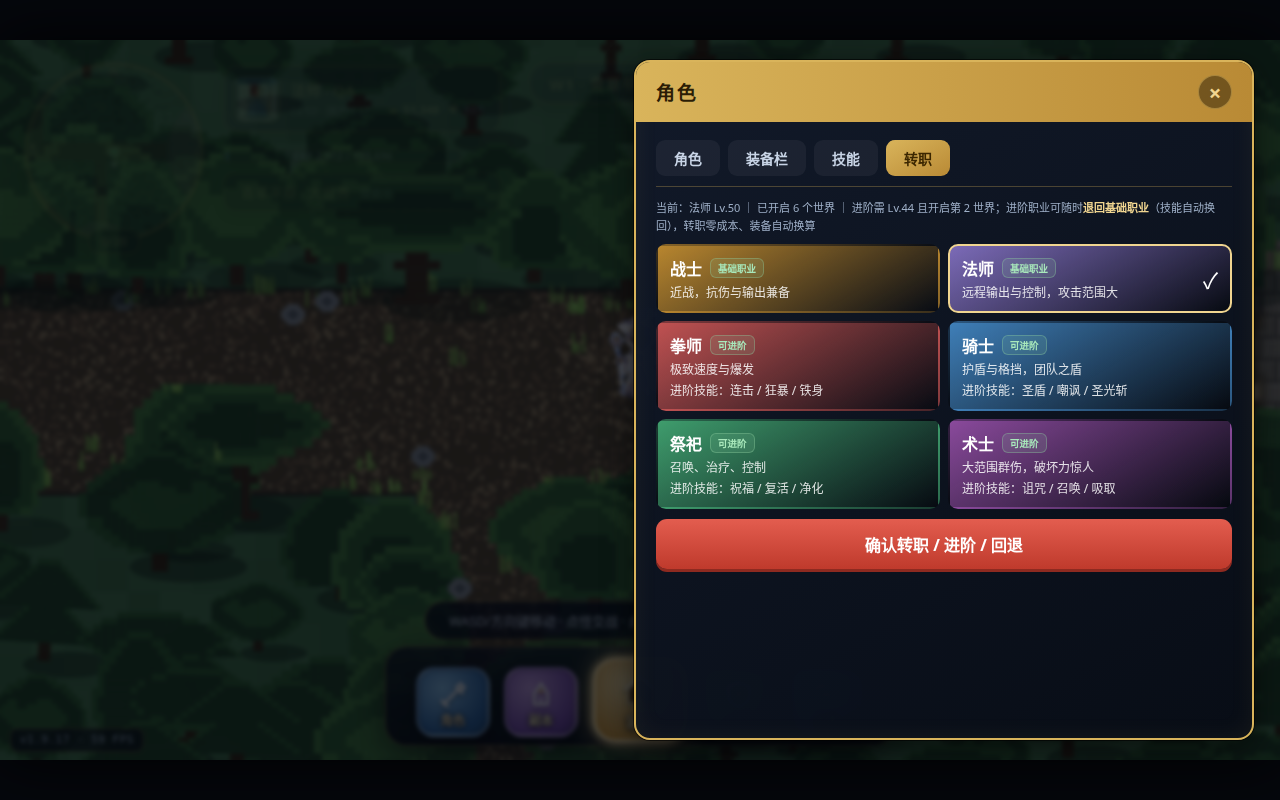 角色
×
角色 装备栏 技能 转职
当前：法师 Lv.50 ｜ 已开启 6 个世界 ｜ 进阶需 Lv.44 且开启第 2 世界；进阶职业可随时退回基础职业（技能自动换
回），转职零成本、装备自动换算
战士 基础职业
近战，抗伤与输出兼备
法师 基础职业
远程输出与控制，攻击范围大
✓
拳师 可进阶
极致速度与爆发
进阶技能：连击 / 狂暴 / 铁身
骑士 可进阶
护盾与格挡，团队之盾
进阶技能：圣盾 / 嘲讽 / 圣光斩
祭祀 可进阶
召唤、治疗、控制
进阶技能：祝福 / 复活 / 净化
术士 可进阶
大范围群伤，破坏力惊人
进阶技能：诅咒 / 召唤 / 吸取
确认转职 / 进阶 / 回退